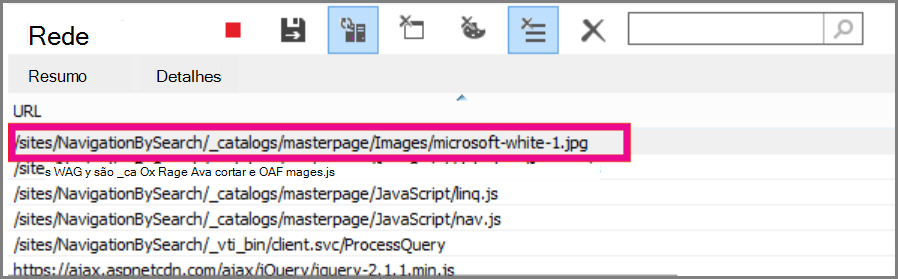 Rede
Resumo Detalhes
URL
/sites/NavigationBySearch/_catalogs/masterpage/Images/microsoft-white-1.jpg
/site
s WAG y são _ca Ox Rage Ava cortar e OAF mages.js
/sites/NavigationBySearch/_catalogs/masterpage/JavaScript/linq.js
/sites/NavigationBySearch/_catalogs/masterpage/JavaScript/nav.js
/sites/NavigationBySearch/_vti_bin/client.svc/ProcessQuery
https://ajax.aspnetcdn.com/ajax/jQuery/jquery-2.1.1.min.js